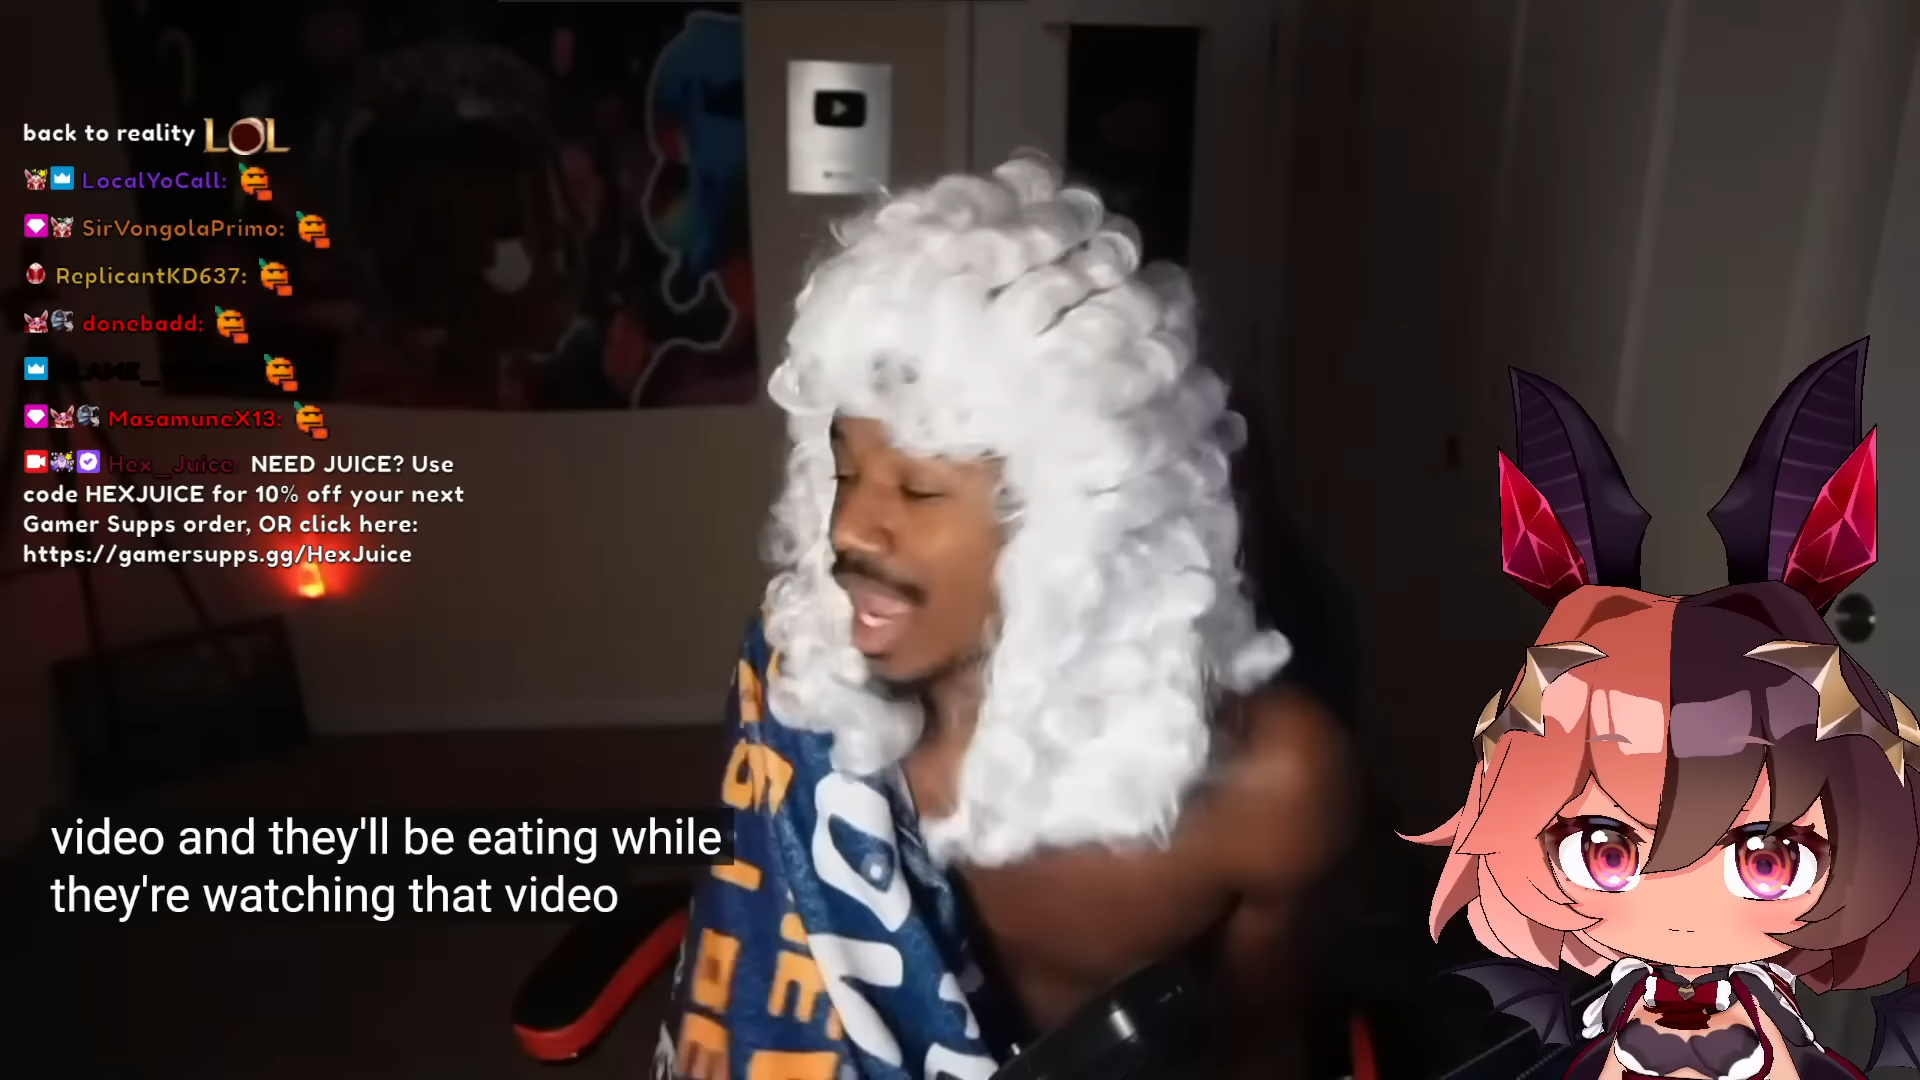 back to reality LOL
LocalYoCall:
SirVongolaPrimo:
ReplicantKD637:
donebadd:
MasamuneX13:
Hex_Juice: NEED JUICE? Use
code HEXJUICE for 10% off your next
Gamer Supps order, OR click here:
https://gamersupps.gg/HexJuice
video and they'll be eating while
they're watching that video